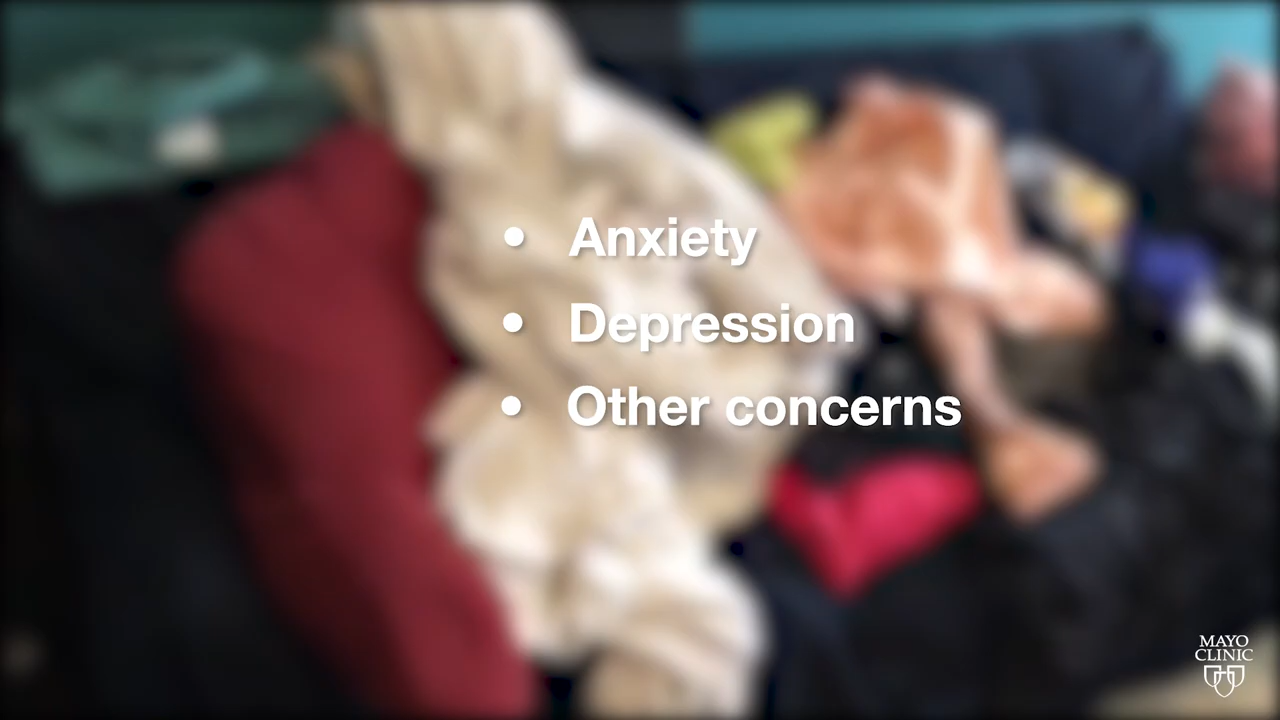 • Anxiety
• Depression
• Other concerns
MAYO
CLINIC